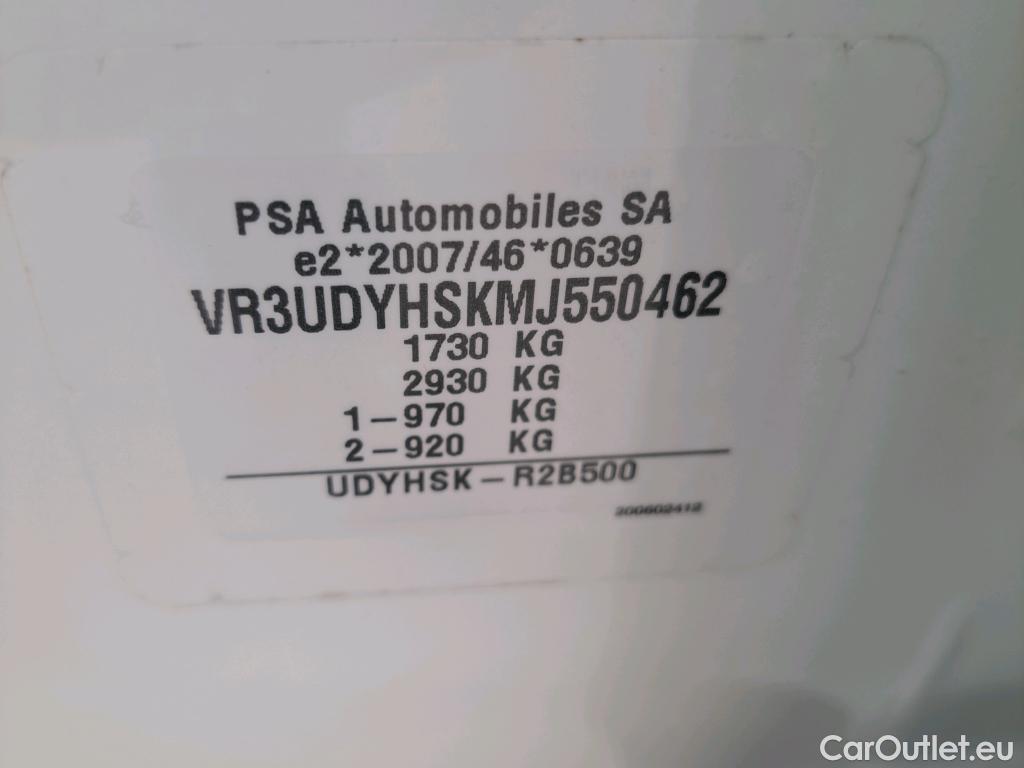 PSA Automobiles SA
e2*2007/46*0639
VR3UDYHSKMJ550462
1730 KG
2930 KG
1-970 KG
2-920 KG
UDYHSK-R2B500
200602412
CarOutlet.eu